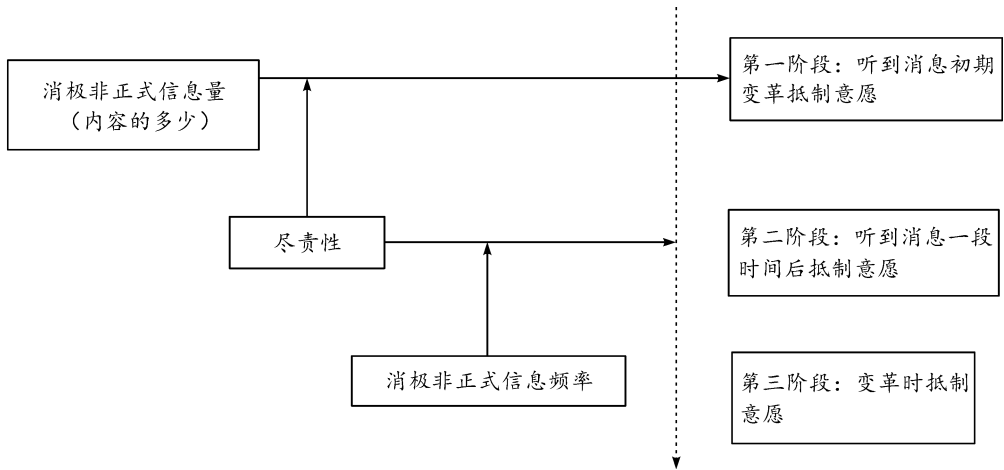 消极非正式信息量
（内容的多少）
第一阶段：听到消息初期
变革抵制意愿
尽责性
第二阶段：听到消息一段
时间后抵制意愿
消极非正式信息频率
第三阶段：变革时抵制
意愿